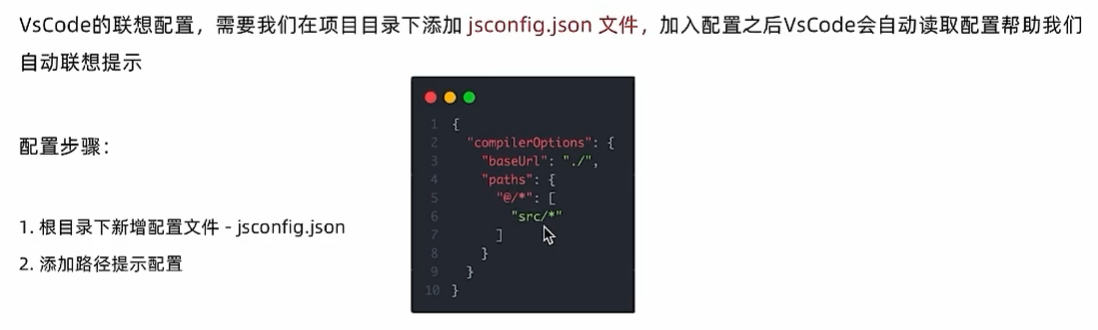 VsCode的联想配置，需要我们在项目目录下添加 jsconfig.json 文件，加入配置之后VsCode会自动读取配置帮助我们
自动联想提示
配置步骤：
1. 根目录下新增配置文件 - jsconfig.json
2. 添加路径提示配置
1 {
2 "compilerOptions": {
3 "baseUrl": "./",
4 "paths": {
5 "@/*": [
6 "src/*"
7 ]
8 }
9 }
10 }